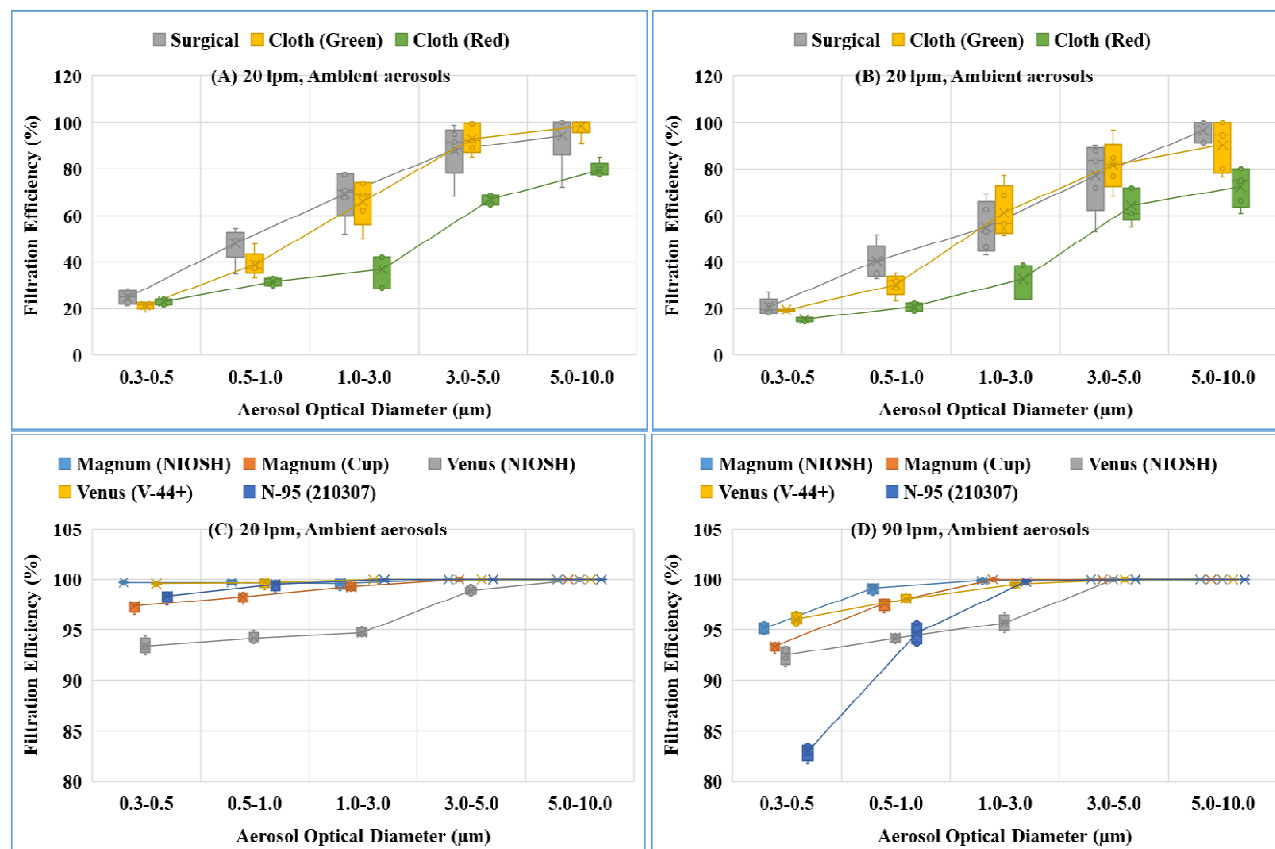 Surgical Cloth (Green) Cloth (Red)
(A) 20 lpm, Ambient aerosols
Filtration Efficiency (%)
120
100
80
60
40
20
0
0.3-0.5 0.5-1.0 1.0-3.0 3.0-5.0 5.0-10.0
Aerosol Optical Diameter (µm)
Surgical Cloth (Green) Cloth (Red)
(B) 20 lpm, Ambient aerosols
Filtration Efficiency (%)
120
100
80
60
40
20
0
0.3-0.5 0.5-1.0 1.0-3.0 3.0-5.0 5.0-10.0
Aerosol Optical Diameter (µm)
Magnum (NIOSH) Magnum (Cup) Venus (NIOSH)
Venus (V-44+) N-95 (210307)
(C) 20 lpm, Ambient aerosols
Filtration Efficiency (%)
105
100
95
90
85
80
0.3-0.5 0.5-1.0 1.0-3.0 3.0-5.0 5.0-10.0
Aerosol Optical Diameter (µm)
Magnum (NIOSH) Magnum (Cup) Venus (NIOSH)
Venus (V-44+) N-95 (210307)
(D) 90 lpm, Ambient aerosols
Filtration Efficiency (%)
105
100
95
90
85
80
0.3-0.5 0.5-1.0 1.0-3.0 3.0-5.0 5.0-10.0
Aerosol Optical Diameter (µm)